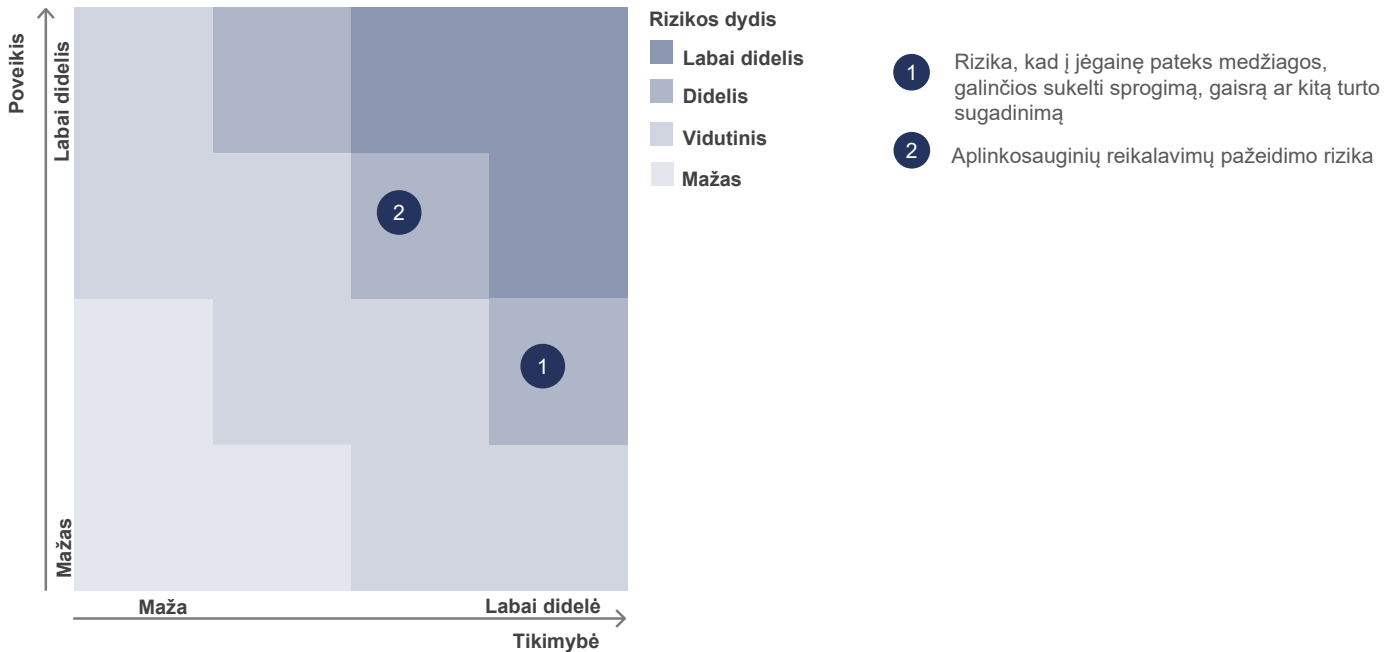 Poveikis
Labai didelis
Mažas
2
1
Maža
Labai didelė
Tikimybė
Rizikos dydis
Labai didelis
Didelis
Vidutinis
Mažas
1
Rizika, kad į jėgainę pateks medžiagos,
galinčios sukelti sprogimą, gaisrą ar kitą turto
sugadinimą
2
Aplinkosauginių reikalavimų pažeidimo rizika